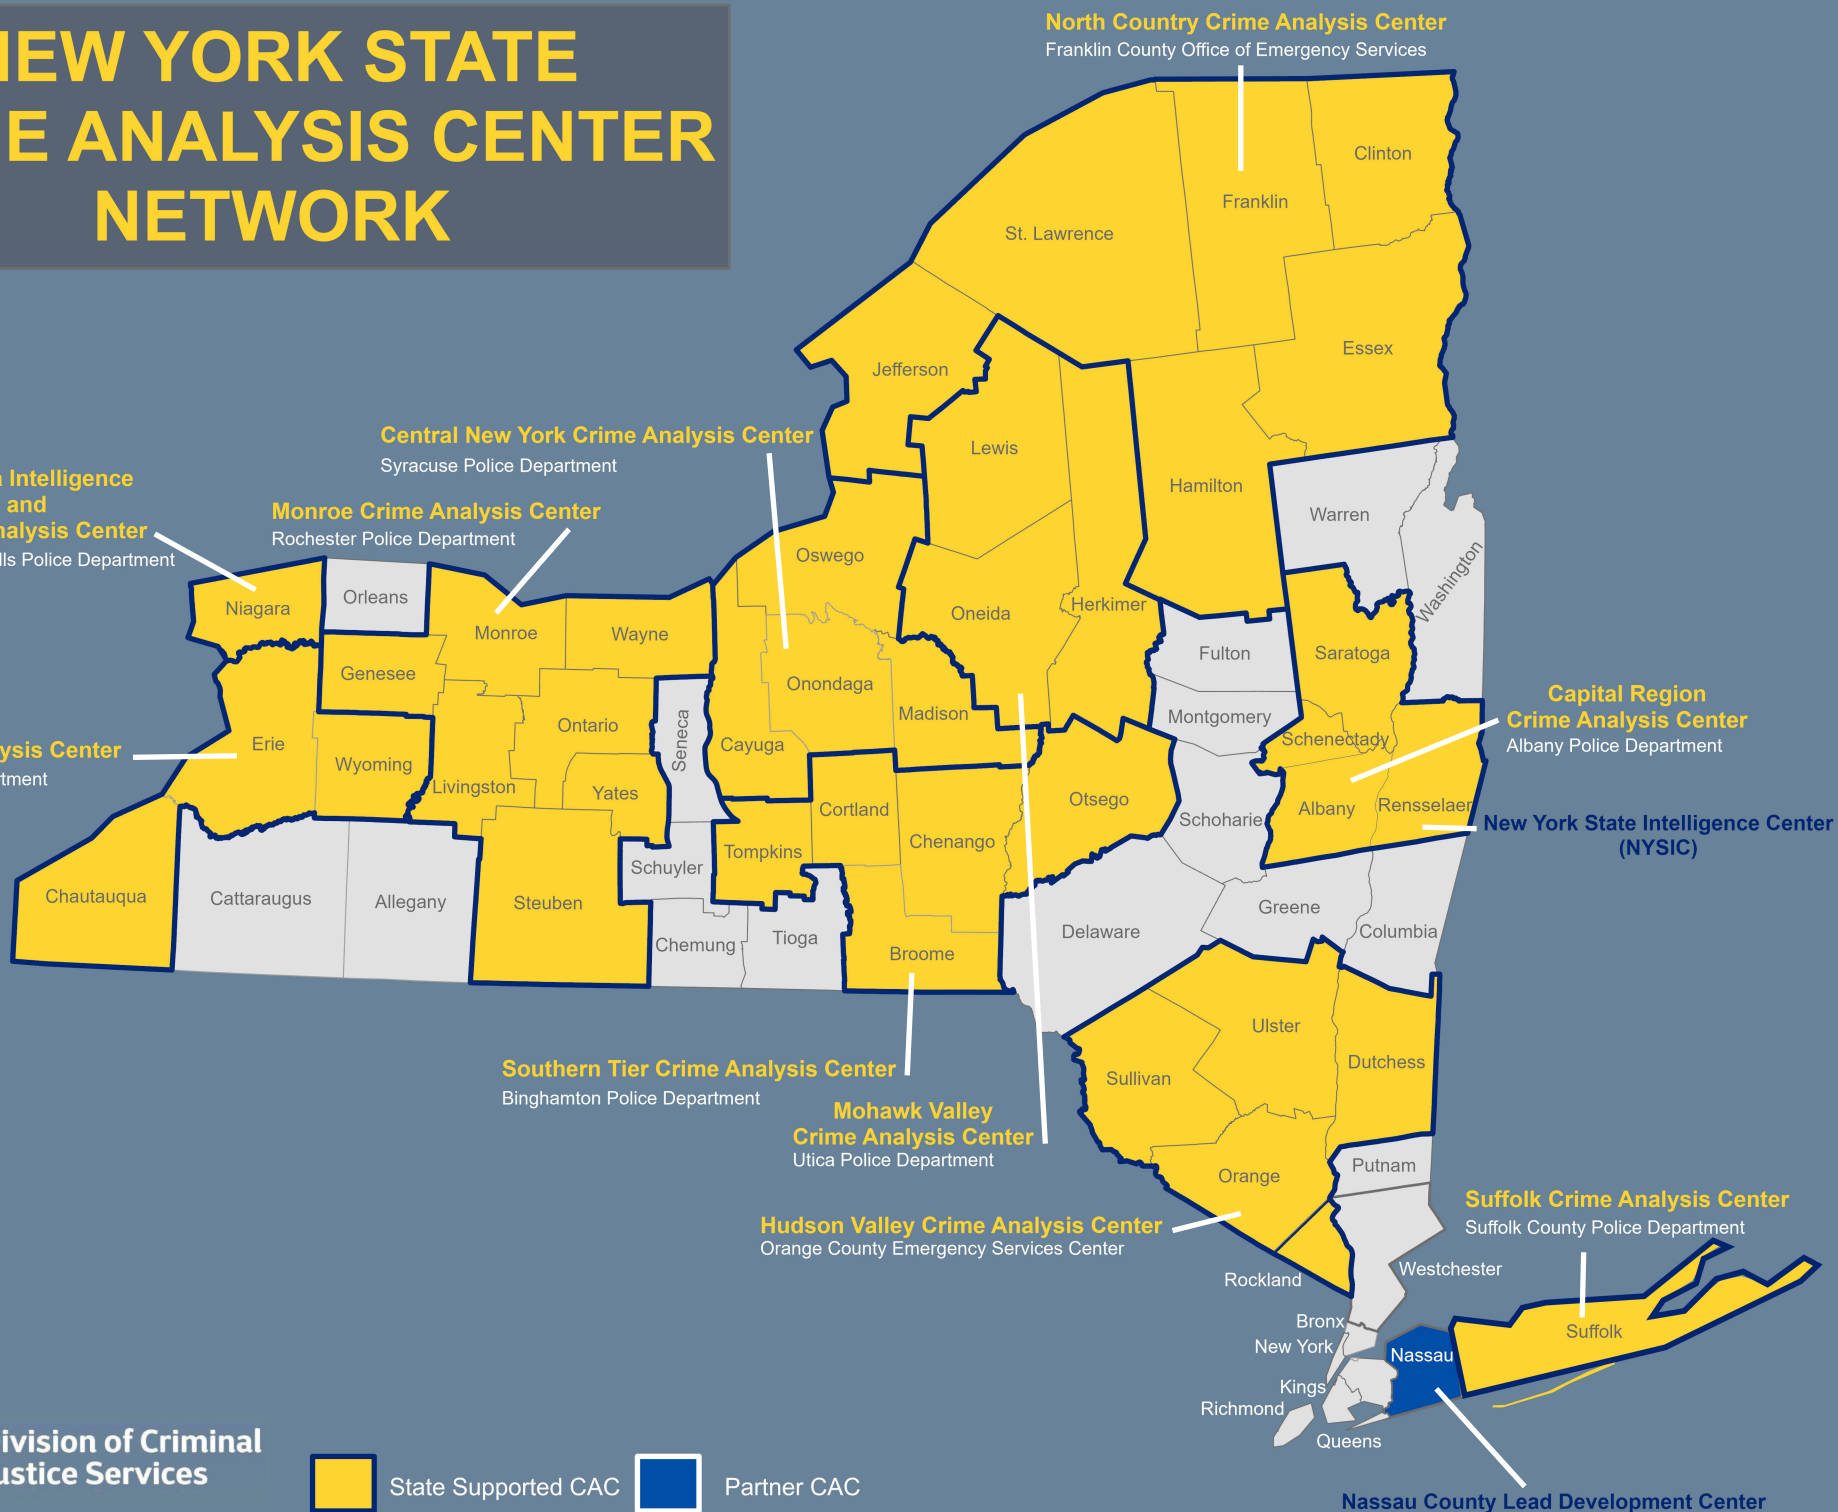 NEW YORK STATE
E ANALYSIS CENTER
NETWORK
North Country Crime Analysis Center
Franklin County Office of Emergency Services
Clinton
Franklin
St. Lawrence
Essex
Jefferson
Central New York Crime Analysis Center
Syracuse Police Department
Lewis
Hamilton
Warren
Washington
Intelligence
and
nalysis Center
lls Police Department
Monroe Crime Analysis Center
Rochester Police Department
Oswego
Niagara
Orleans
Monroe
Wayne
Oneida
Herkimer
Fulton
Saratoga
Genesee
Onondaga
Madison
Montgomery
Ontario
Seneca
Cayuga
Schenectady
Capital Region
Crime Analysis Center
Albany Police Department
ysis Center
rtment
Erie
Wyoming
Livingston
Yates
Cortland
Otsego
Schoharie
Albany
Rensselaer
New York State Intelligence Center
(NYSIC)
Chenango
Tompkins
Schuyler
Chautauqua
Cattaraugus
Allegany
Steuben
Chemung
Tioga
Broome
Delaware
Greene
Columbia
Ulster
Sullivan
Dutchess
Southern Tier Crime Analysis Center
Binghamton Police Department
Mohawk Valley
Crime Analysis Center
Utica Police Department
Orange
Putnam
Hudson Valley Crime Analysis Center
Orange County Emergency Services Center
Suffolk Crime Analysis Center
Suffolk County Police Department
Rockland
Westchester
Bronx
New York
Kings
Richmond
Queens
Nassau
Suffolk
ivision of Criminal
ustice Services
State Supported CAC
Partner CAC
Nassau County Lead Development Center